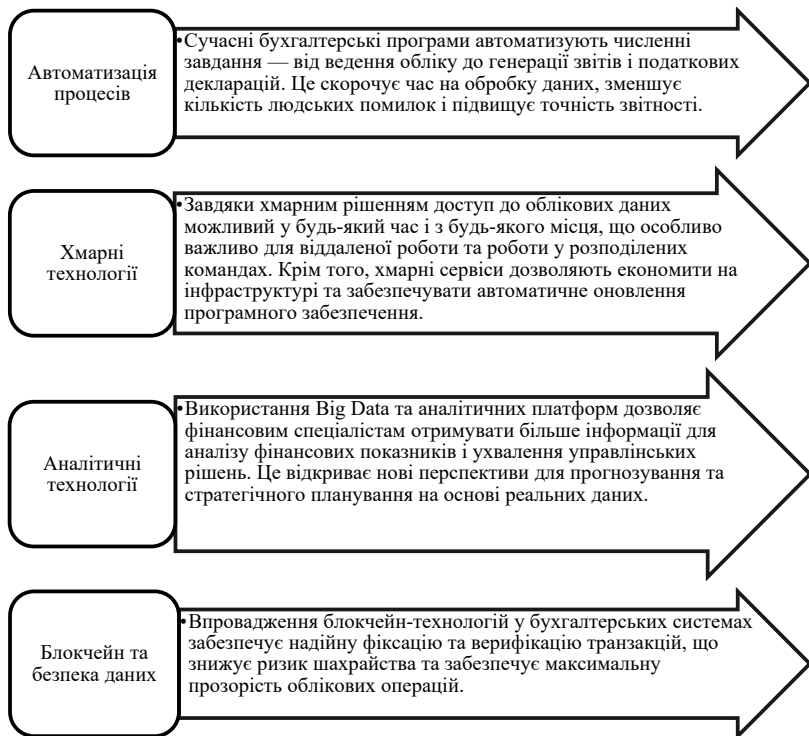 Автоматизація
процесів
•Сучасні бухгалтерські програми автоматизують численні
завдання — від ведення обліку до генерації звітів і податкових
декларацій. Це скорочує час на обробку даних, зменшує
кількість людських помилок і підвищує точність звітності.
Хмарні
технології
•Завдяки хмарним рішенням доступ до облікових даних
можливий у будь-який час і з будь-якого місця, що особливо
важливо для віддаленої роботи та роботи у розподілених
командах. Крім того, хмарні сервіси дозволяють економити на
інфраструктурі та забезпечувати автоматичне оновлення
програмного забезпечення.
Аналітичні
технології
•Використання Big Data та аналітичних платформ дозволяє
фінансовим спеціалістам отримувати більше інформації для
аналізу фінансових показників і ухвалення управлінських
рішень. Це відкриває нові перспективи для прогнозування та
стратегічного планування на основі реальних даних.
Блокчейн та
безпека даних
•Впровадження блокчейн-технологій у бухгалтерських системах
забезпечує надійну фіксацію та верифікацію транзакцій, що
знижує ризик шахрайства та забезпечує максимальну
прозорість облікових операцій.